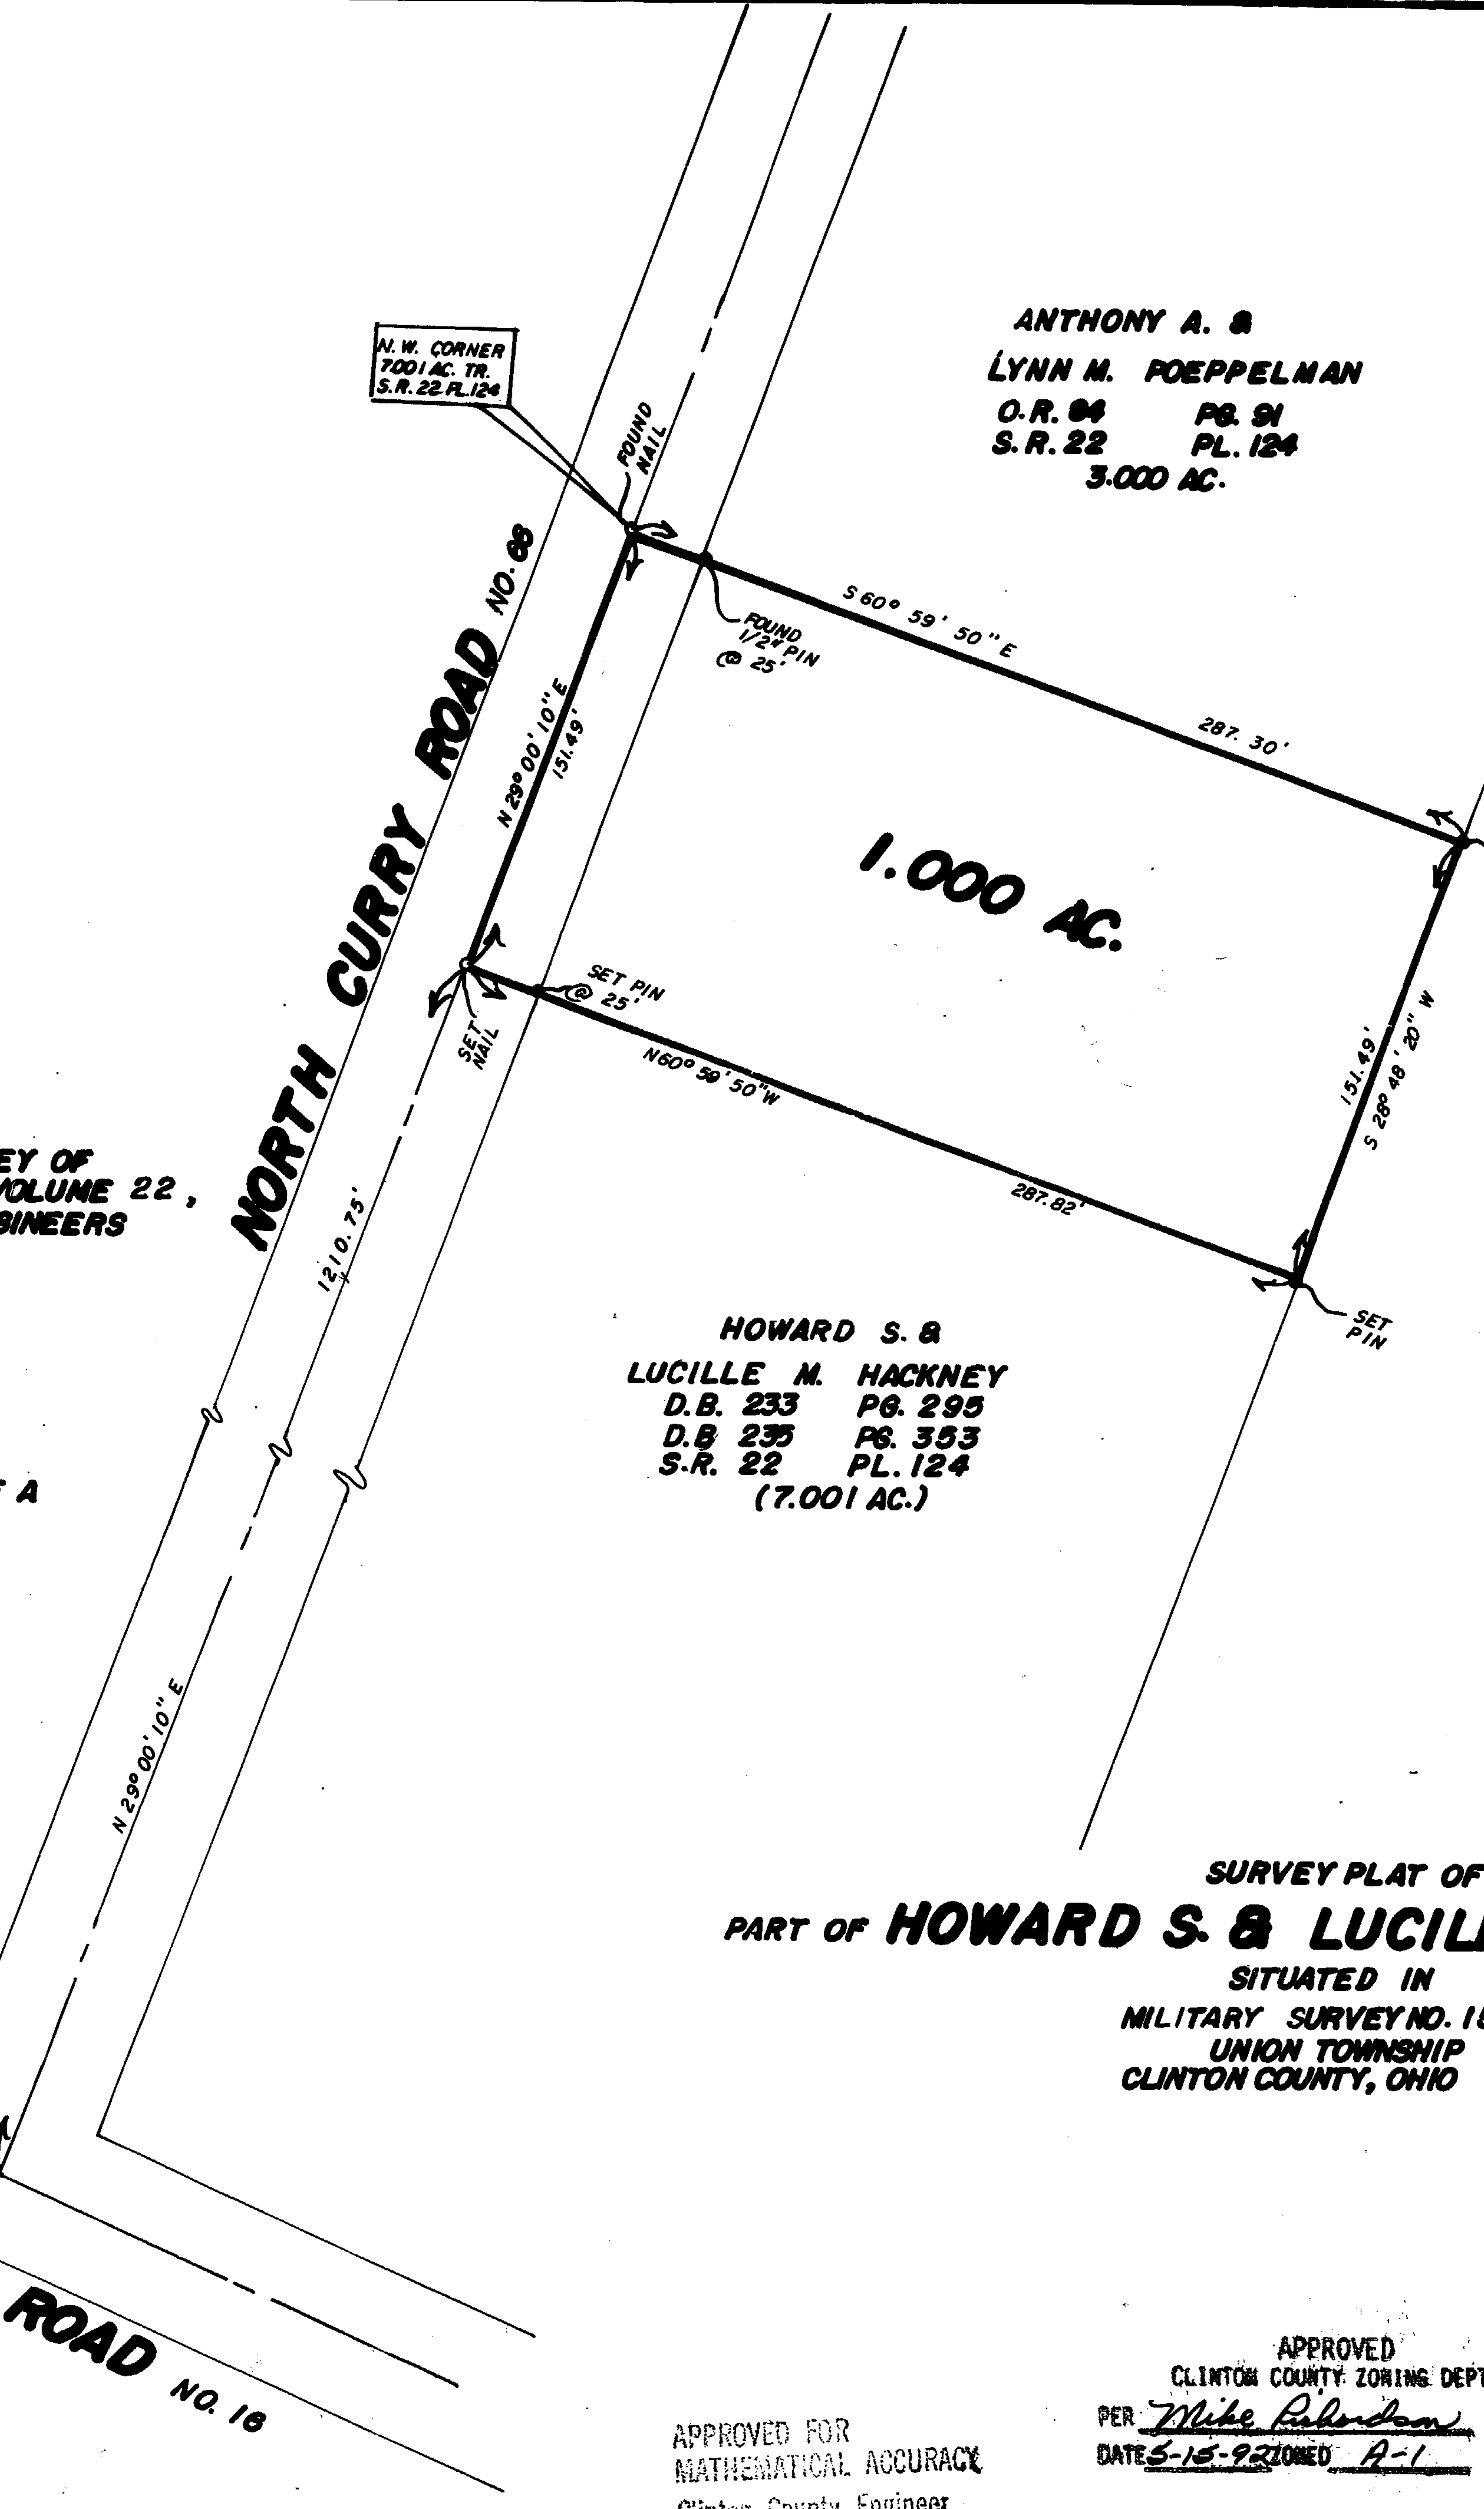 ANTHONY A. &
LYNN M. POEPPELMAN
O.R. 84 PG. 91
S.R. 22 PL. 124
3.000 AC.
N.W. CORNER
7.001 AC. TR.
S.R. 22 PL. 124
FOUND
NAIL
NORTH CURRY ROAD NO. 68
S 60° 59' 50" E
287.30'
FOUND
1/2" PIN
@ 25'
N 29° 00' 10" E
151.49'
1.000 AC.
SET PIN
@ 25'
SET
NAIL
N60° 59' 50" W
287.82'
151.49'
S 28° 48' 20" W
SET
PIN
EY OF
VOLUME 22,
GINEERS
1210.75'
HOWARD S. &
LUCILLE M. HACKNEY
D.B. 233 PG. 295
D.B 235 PG. 353
S.R. 22 PL. 124
(7.001 AC.)
A
N 29° 00' 10" E
SURVEY PLAT OF
PART OF HOWARD S. & LUCILL
SITUATED IN
MILITARY SURVEY NO. 15
UNION TOWNSHIP
CLINTON COUNTY, OHIO
ROAD NO. 16
APPROVED
CLINTON COUNTY ZONING DEPT
PER Mike Richardson
DATE 5-15-92 ZONED A-1
APPROVED FOR
MATHEMATICAL ACCURACY
Clinton County Engineer